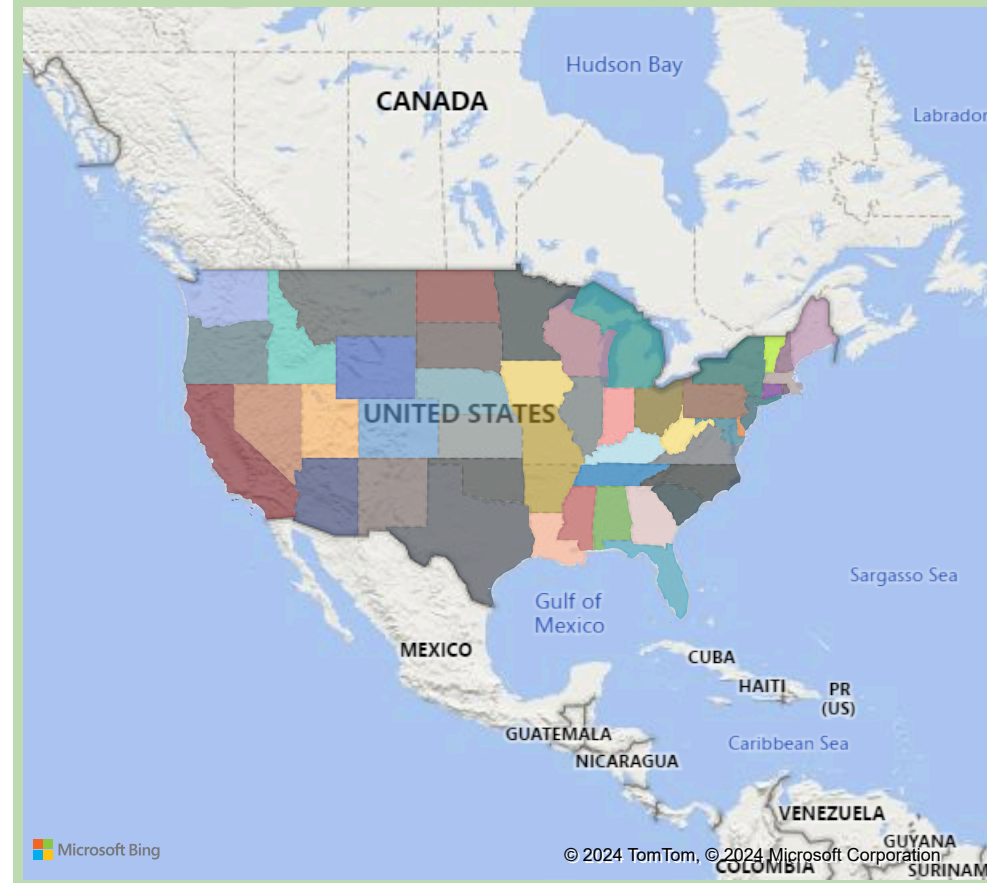 Hudson Bay
CANADA
Labrador
UNITED STATES
Sargasso Sea
Gulf of
Mexico
MEXICO
CUBA
HAITI
PR
(US)
GUATEMALA
Caribbean Sea
NICARAGUA
VENEZUELA
GUYANA
Microsoft Bing
© 2024 TomTom, © 2024 Microsoft Corporation
COLOMBIA
SURINAM